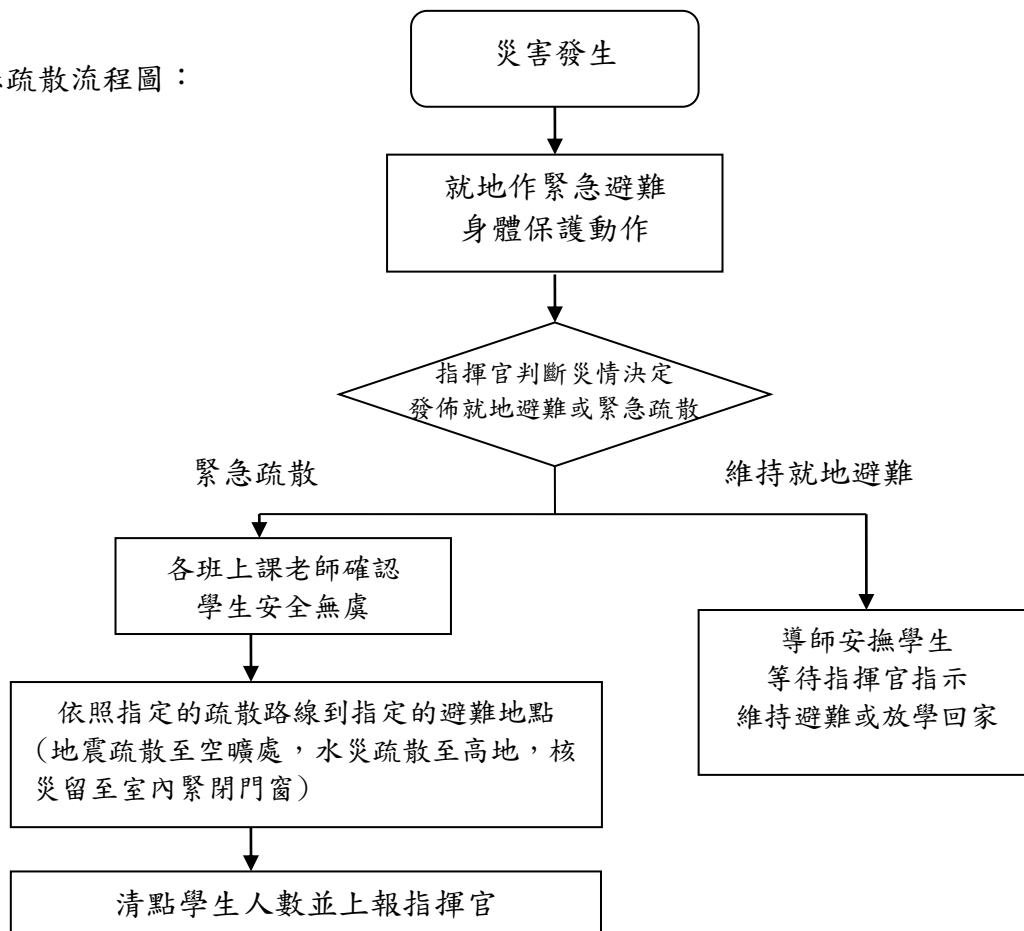 疏散流程圖：
災害發生
就地作緊急避難
身體保護動作
指揮官判斷災情決定
發佈就地避難或緊急疏散
緊急疏散
維持就地避難
各班上課老師確認
學生安全無虞
導師安撫學生
等待指揮官指示
維持避難或放學回家
依照指定的疏散路線到指定的避難地點
(地震疏散至空曠處，水災疏散至高地，核
災留至室內緊閉門窗)
清點學生人數並上報指揮官